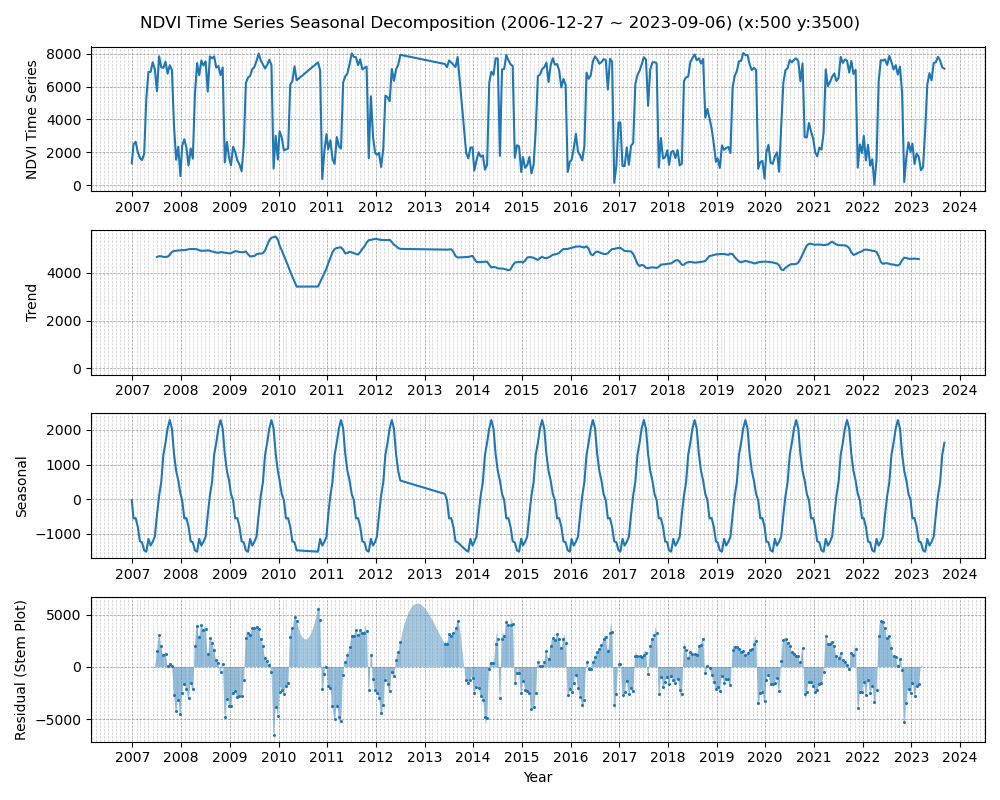 NDVI Time Series Seasonal Decomposition (2006-12-27 ~ 2023-09-06) (x:500 y:3500)
NDVI Time Series
8000
6000
4000
2000
0
2007 2008 2009 2010 2011 2012 2013 2014 2015 2016 2017 2018 2019 2020 2021 2022 2023 2024
Trend
4000
2000
0
2007 2008 2009 2010 2011 2012 2013 2014 2015 2016 2017 2018 2019 2020 2021 2022 2023 2024
Seasonal
2000
1000
0
−1000
2007 2008 2009 2010 2011 2012 2013 2014 2015 2016 2017 2018 2019 2020 2021 2022 2023 2024
Residual (Stem Plot)
5000
0
−5000
2007 2008 2009 2010 2011 2012 2013 2014 2015 2016 2017 2018 2019 2020 2021 2022 2023 2024
Year